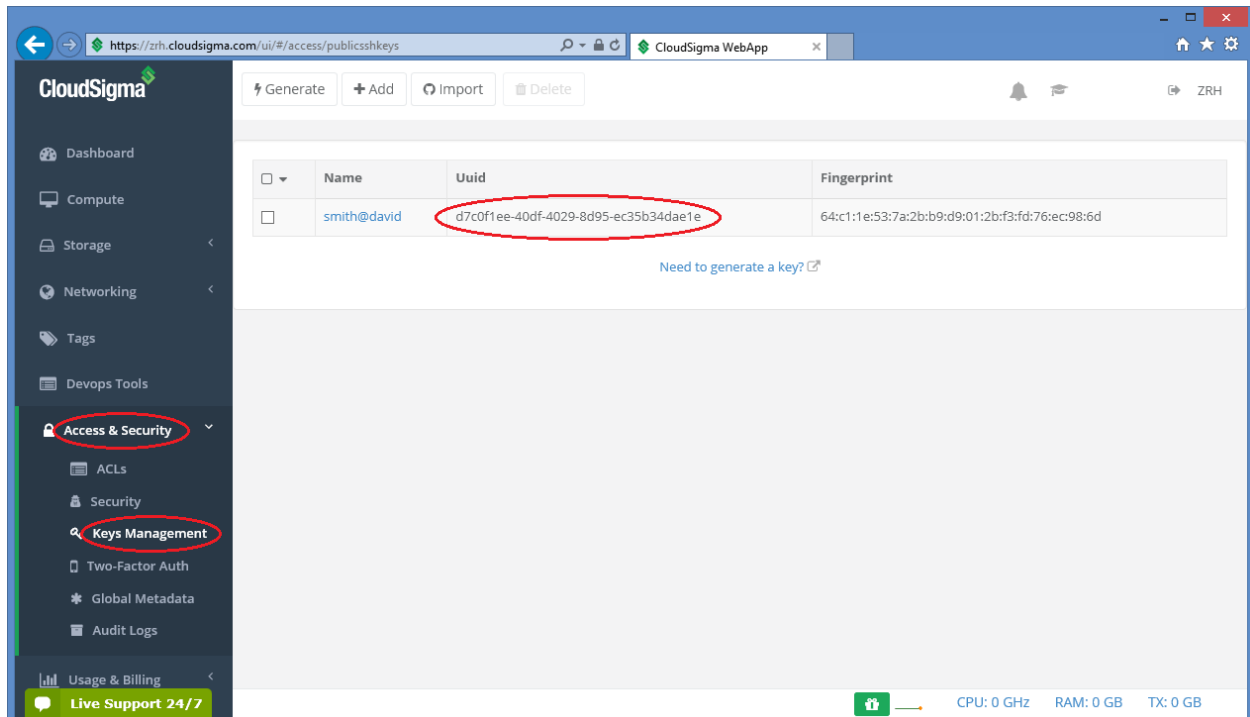 https://zrh.cloudsigma.com/ui/#/access/publicsshkeys
CloudSigma WebApp
CloudSigma
Generate
Add
Import
Delete
ZRH
Dashboard
Compute
Storage
Networking
Tags
Devops Tools
Access & Security
ACLs
Security
Keys Management
Two-Factor Auth
Global Metadata
Audit Logs
Usage & Billing
Live Support 24/7
Name Uuid Fingerprint
smith@david d7c0f1ee-40df-4029-8d95-ec35b34dae1e 64:c1:1e:53:7a:2b:b9:d9:01:2b:f3:fd:76:ec:98:6d
Need to generate a key?
CPU: 0 GHz RAM: 0 GB TX: 0 GB